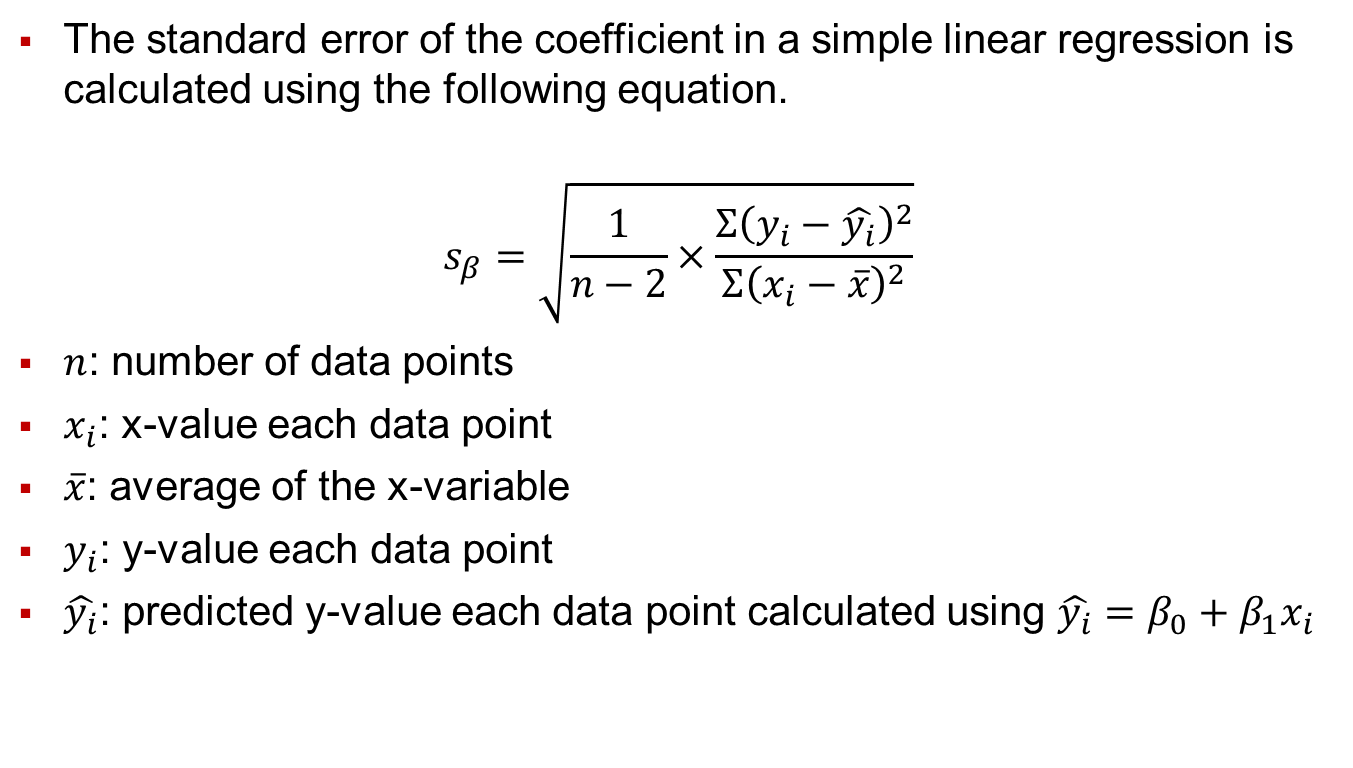 ▪ The standard error of the coefficient in a simple linear regression is
calculated using the following equation.
s_β = √(1/(n − 2) × Σ(y_i − ŷ_i)²/Σ(x_i − x̄)²)
▪ n: number of data points
▪ x_i: x-value each data point
▪ x̄: average of the x-variable
▪ y_i: y-value each data point
▪ ŷ_i: predicted y-value each data point calculated using ŷ_i = β₀ + β₁x_i